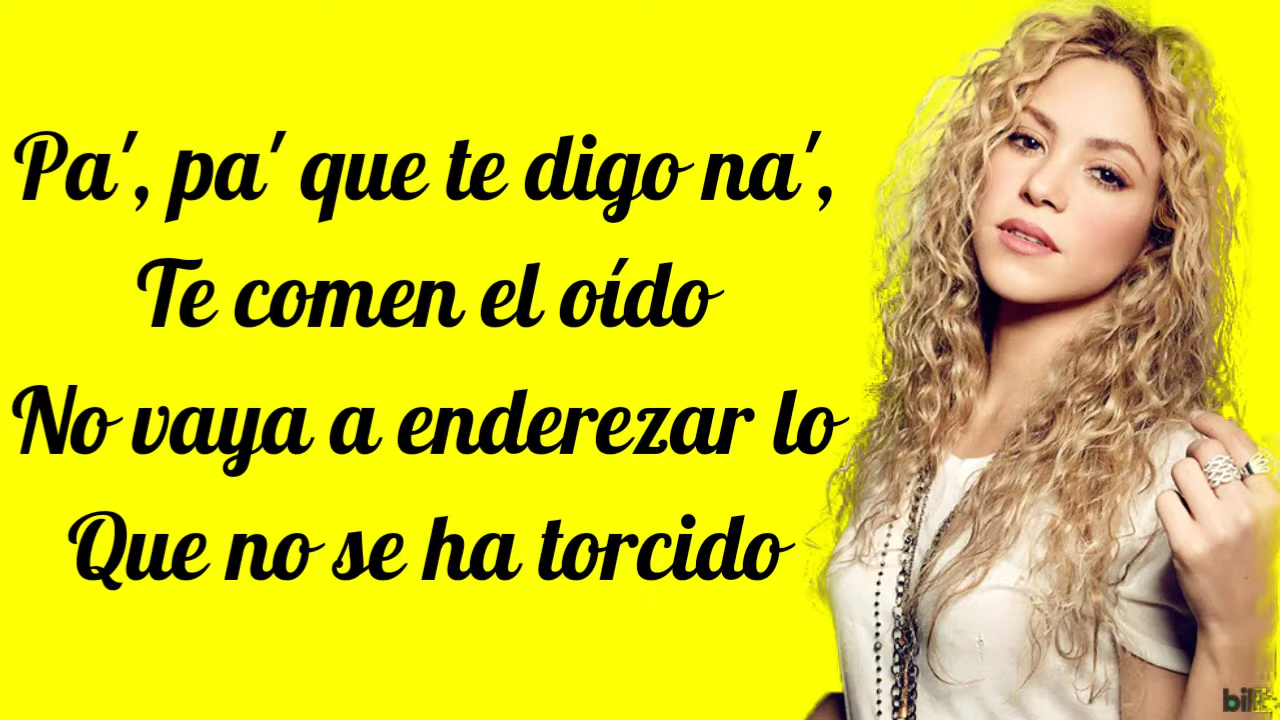 Pa', pa' que te digo na',
Te comen el oído
No vaya a enderezar lo
Que no se ha torcido